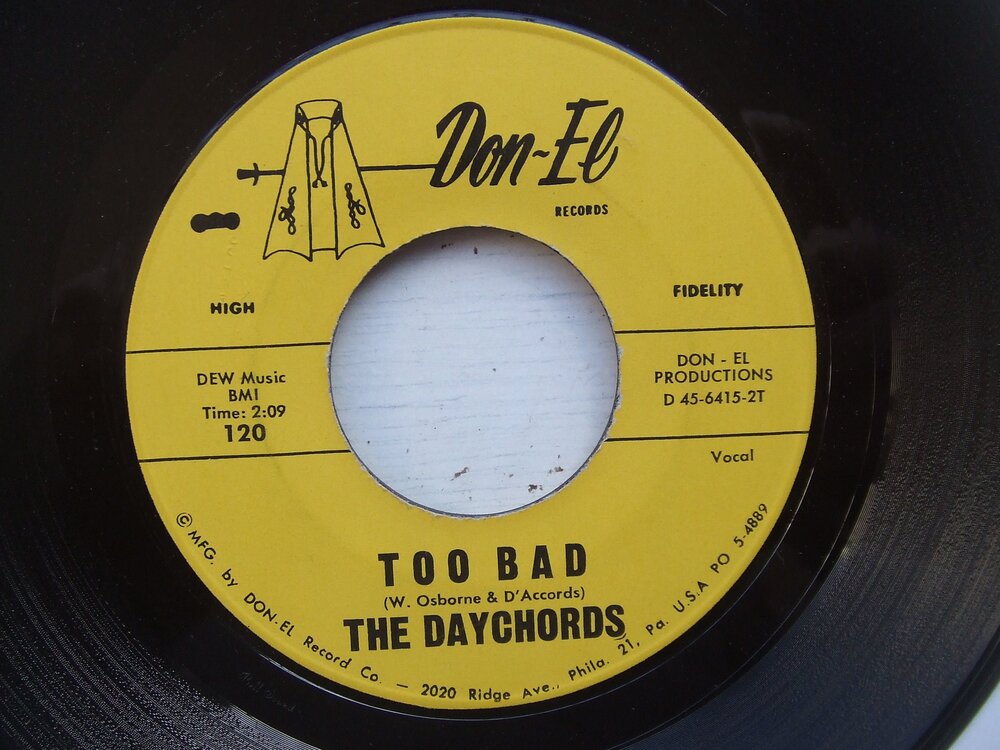 Don-El
RECORDS
HIGH
FIDELITY
DEW Music
BMI
Time: 2:09
120
DON - EL
PRODUCTIONS
D 45-6415-2T
Vocal
TOO BAD
(W. Osborne & D'Accords)
THE DAYCHORDS
© MFG. by DON-EL Record Co. — 2020 Ridge Ave., Phila. 21, Pa. U.S.A PO 5-4889